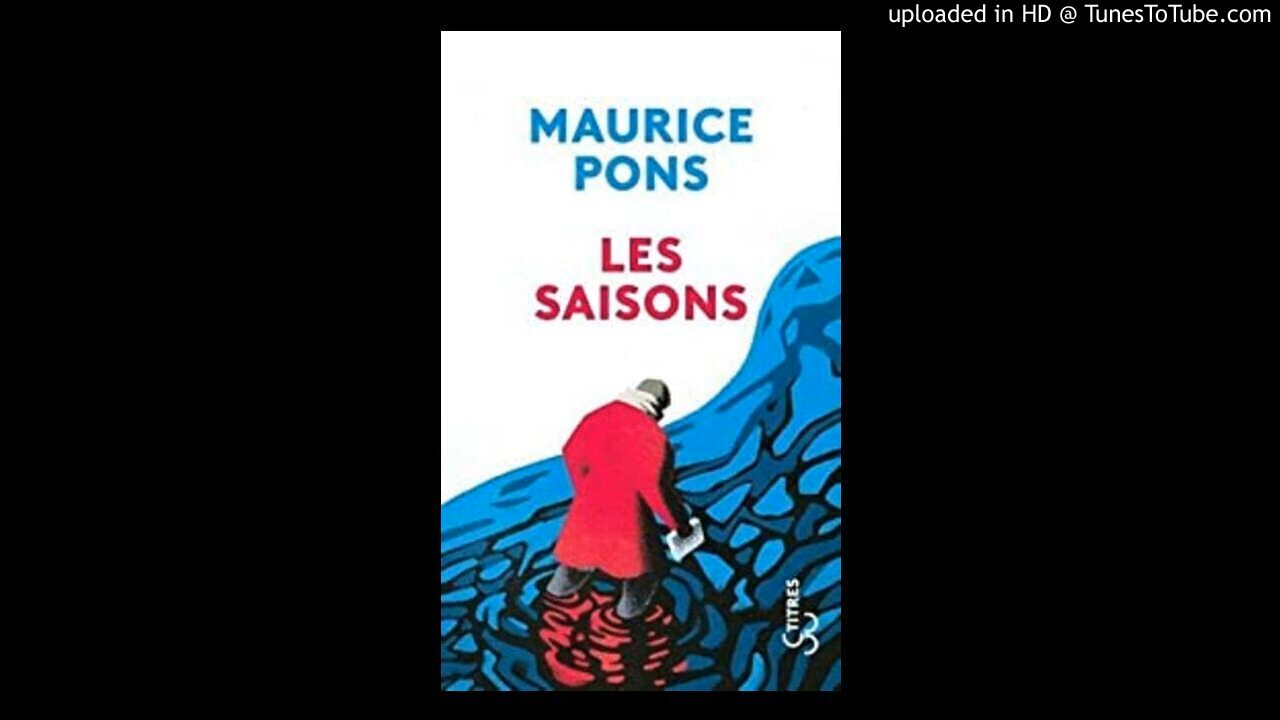 uploaded in HD @ TunesToTube.com
MAURICE
PONS
LES
SAISONS
TITRES